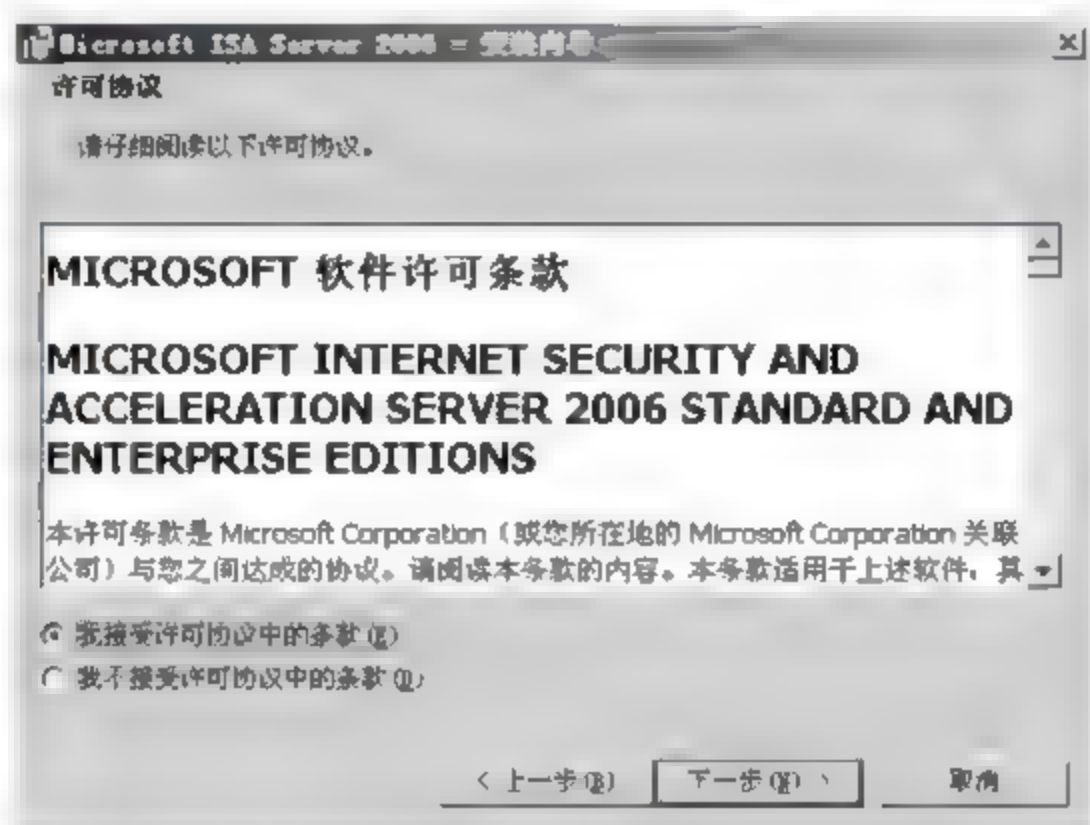 Microsoft ISA Server 2006 - 安装向导
许可协议
请仔细阅读以下许可协议。
MICROSOFT 软件许可条款
MICROSOFT INTERNET SECURITY AND
ACCELERATION SERVER 2006 STANDARD AND
ENTERPRISE EDITIONS
本许可条款是 Microsoft Corporation（或您所在地的 Microsoft Corporation 关联
公司）与您之间达成的协议。请阅读本条款的内容。本条款适用于上述软件，其
我接受许可协议中的条款
我不接受许可协议中的条款
< 上一步(B)
下一步(N) >
取消